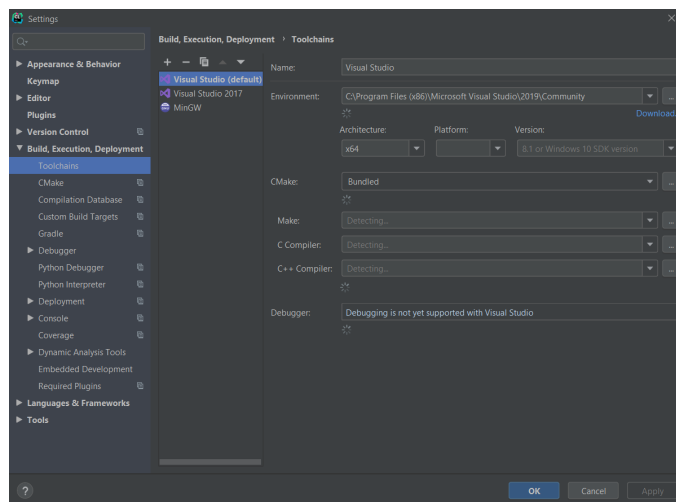 Settings
Appearance & Behavior
Keymap
Editor
Plugins
Version Control
Build, Execution, Deployment
Toolchains
CMake
Compilation Database
Custom Build Targets
Gradle
Debugger
Python Debugger
Python Interpreter
Deployment
Console
Coverage
Dynamic Analysis Tools
Embedded Development
Required Plugins
Languages & Frameworks
Tools
Build, Execution, Deployment › Toolchains
Visual Studio (default)
Visual Studio 2017
MinGW
Name: Visual Studio
Environment: C:\Program Files (x86)\Microsoft Visual Studio\2019\Community ...
Download
Architecture: Platform: Version:
x64 8.1 or Windows 10 SDK version
CMake: Bundled ...
Make: Detecting... ...
C Compiler: Detecting... ...
C++ Compiler: Detecting... ...
Debugger: Debugging is not yet supported with Visual Studio
? OK Cancel Apply